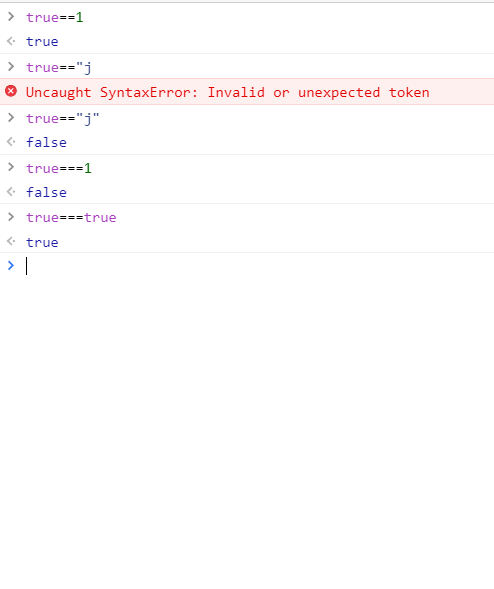 true==1
true
true=="j
Uncaught SyntaxError: Invalid or unexpected token
true=="j"
false
true===1
false
true===true
true